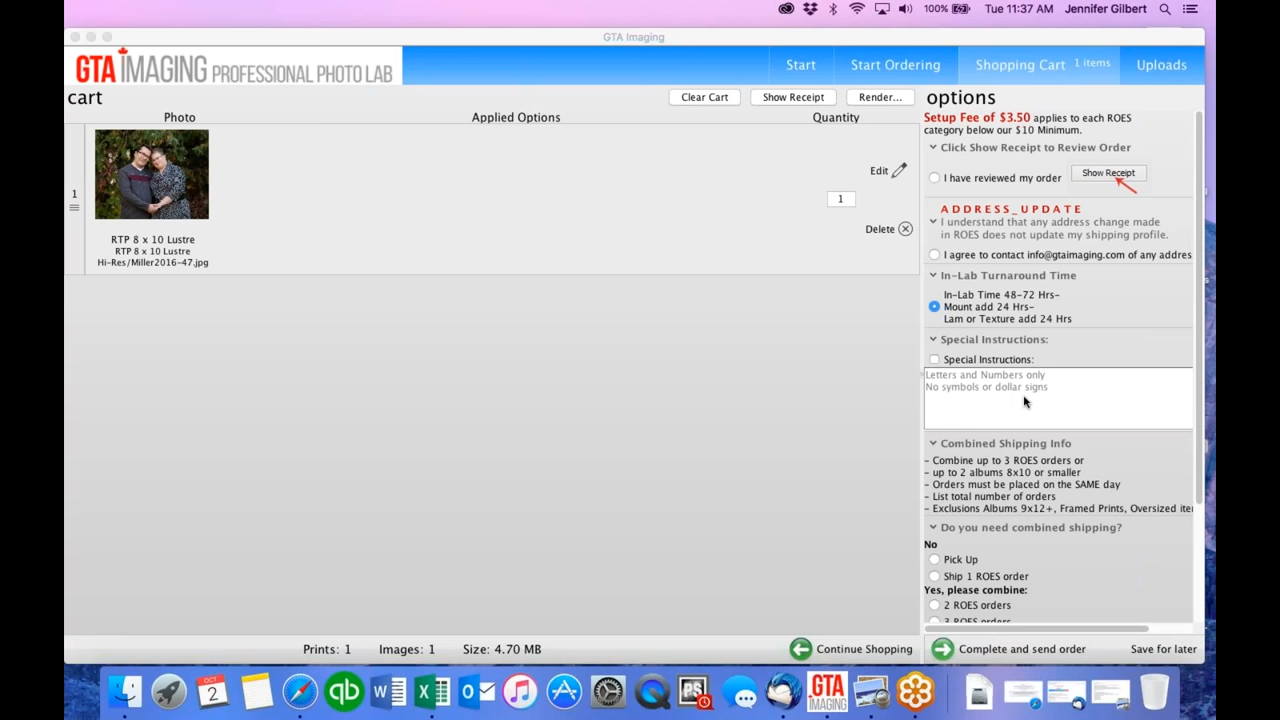 100%
Tue 11:37 AM
Jennifer Gilbert
GTA Imaging
GTA IMAGING PROFESSIONAL PHOTO LAB
Start
Start Ordering
Shopping Cart 1 items
Uploads
cart
Clear Cart
Show Receipt
Render...
options
Photo
Applied Options
Quantity
Setup Fee of $3.50 applies to each ROES
category below our $10 Minimum.
Click Show Receipt to Review Order
I have reviewed my order
Show Receipt
1
Edit
1
Delete
RTP 8 x 10 Lustre
RTP 8 x 10 Lustre
Hi-Res/Miller2016-47.jpg
A D D R E S S _ U P D A T E
I understand that any address change made
in ROES does not update my shipping profile.
I agree to contact info@gtaimaging.com of any addres
In-Lab Turnaround Time
In-Lab Time 48-72 Hrs-
Mount add 24 Hrs-
Lam or Texture add 24 Hrs
Special Instructions:
Special Instructions:
Letters and Numbers only
No symbols or dollar signs
Combined Shipping Info
- Combine up to 3 ROES orders or
- up to 2 albums 8x10 or smaller
- Orders must be placed on the SAME day
- List total number of orders
- Exclusions Albums 9x12+, Framed Prints, Oversized ite
Do you need combined shipping?
No
Pick Up
Ship 1 ROES order
Yes, please combine:
2 ROES orders
3 ROES orders
Prints: 1
Images: 1
Size: 4.70 MB
Continue Shopping
Complete and send order
Save for later
OCT
2
qb
W
X
O
PS
GTA
IMAGING